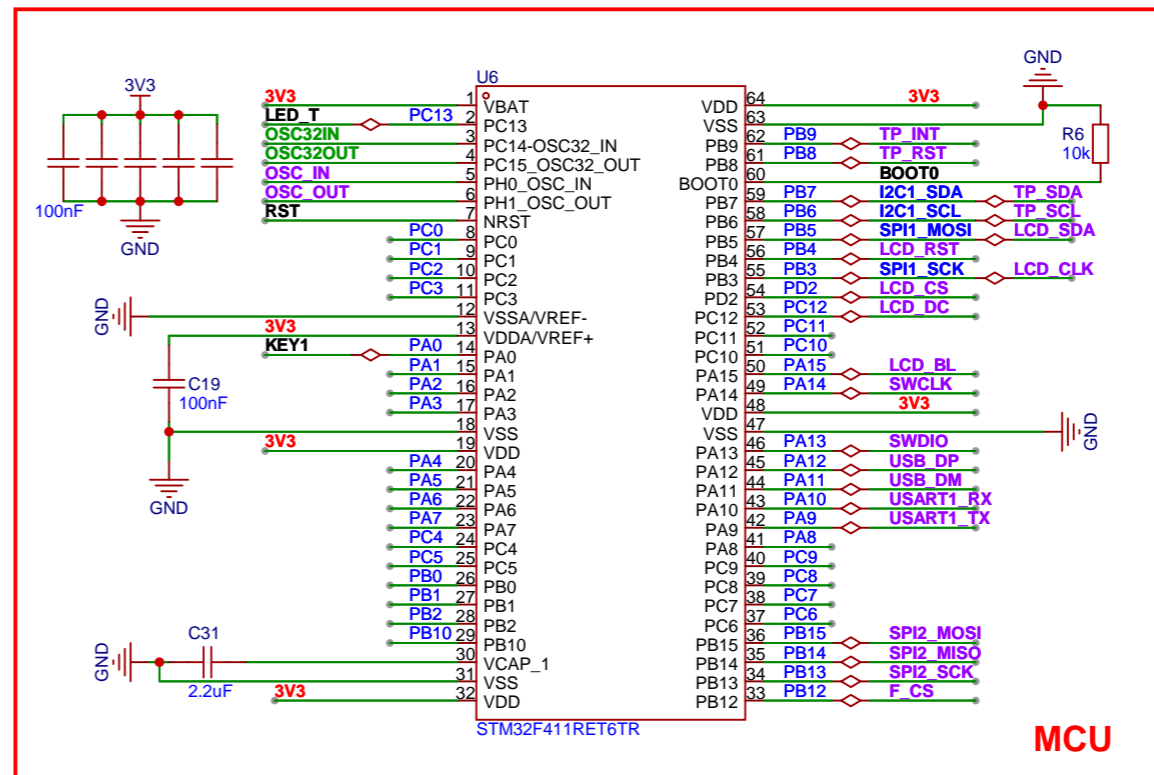 3V3
100nF
GND
U6
3V3 1 VBAT
LED_T PC13 2 PC13
OSC32IN 3 PC14-OSC32_IN
OSC32OUT 4 PC15_OSC32_OUT
OSC_IN 5 PH0_OSC_IN
OSC_OUT 6 PH1_OSC_OUT
RST 7 NRST
PC0 8 PC0
PC1 9 PC1
PC2 10 PC2
PC3 11 PC3
GND 12 VSSA/VREF-
3V3 13 VDDA/VREF+
KEY1 PA0 14 PA0
PA1 15 PA1
PA2 16 PA2
PA3 17 PA3
C19
100nF
18 VSS
3V3 19 VDD
GND
PA4 20 PA4
PA5 21 PA5
PA6 22 PA6
PA7 23 PA7
PC4 24 PC4
PC5 25 PC5
PB0 26 PB0
PB1 27 PB1
PB2 28 PB2
PB10 29 PB10
GND C31 30 VCAP_1
2.2uF
31 VSS
3V3 32 VDD
STM32F411RET6TR
GND
R6
10k
VDD 64 3V3
VSS 63
PB9 62 PB9 TP_INT
PB8 61 PB8 TP_RST
BOOT0 60 BOOT0
PB7 59 PB7 I2C1_SDA TP_SDA
PB6 58 PB6 I2C1_SCL TP_SCL
PB5 57 PB5 SPI1_MOSI LCD_SDA
PB4 56 PB4 LCD_RST
PB3 55 PB3 SPI1_SCK LCD_CLK
PD2 54 PD2 LCD_CS
PC12 53 PC12 LCD_DC
PC11 52 PC11
PC10 51 PC10
PA15 50 PA15 LCD_BL
PA14 49 PA14 SWCLK
VDD 48 3V3
VSS 47 GND
PA13 46 PA13 SWDIO
PA12 45 PA12 USB_DP
PA11 44 PA11 USB_DM
PA10 43 PA10 USART1_RX
PA9 42 PA9 USART1_TX
PA8 41 PA8
PC9 40 PC9
PC8 39 PC8
PC7 38 PC7
PC6 37 PC6
PB15 36 PB15 SPI2_MOSI
PB14 35 PB14 SPI2_MISO
PB13 34 PB13 SPI2_SCK
PB12 33 PB12 F_CS
MCU